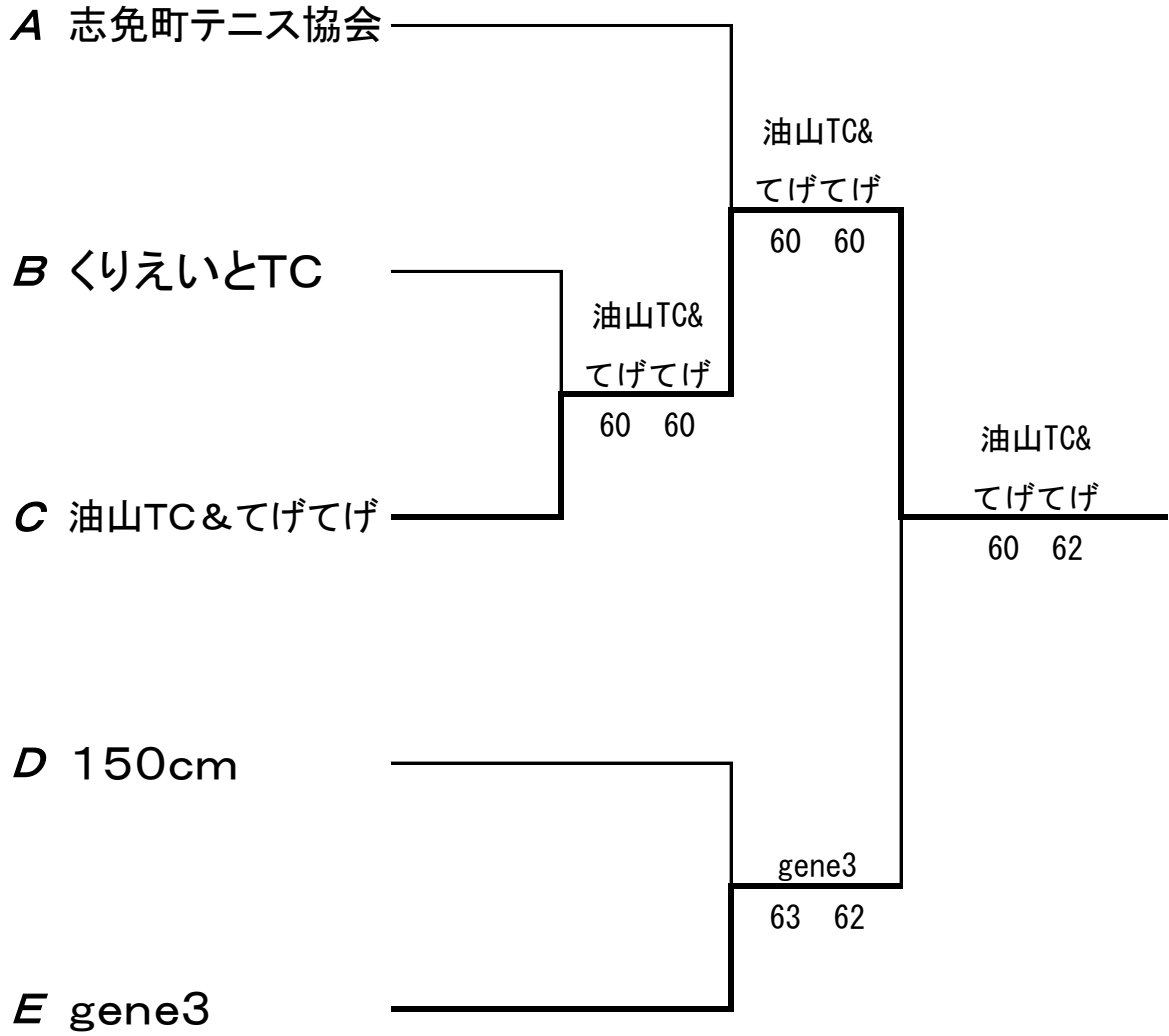 A 志免町テニス協会
油山TC&
てげてげ
60 60
B くりえいとTC
油山TC&
てげてげ
60 60
油山TC&
てげてげ
60 62
C 油山TC＆てげてげ
D １５０cm
gene3
63 62
E gene3